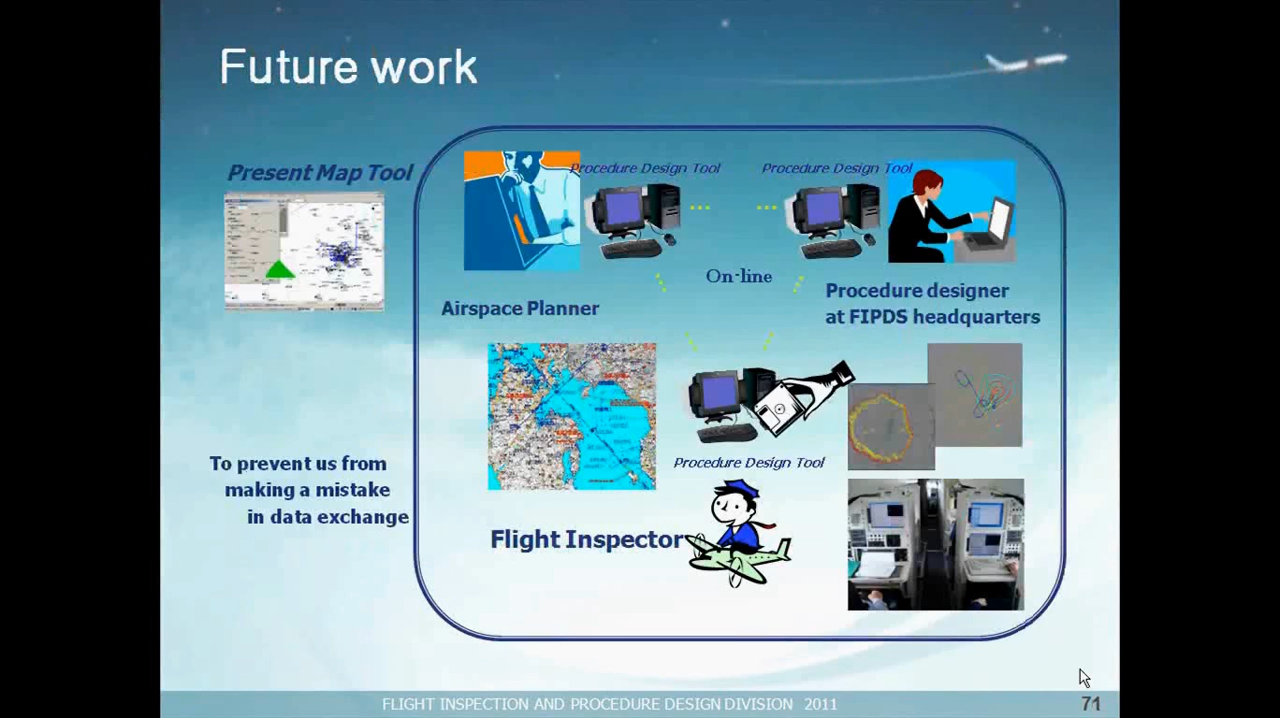 Future work
Present Map Tool
Procedure Design Tool
Procedure Design Tool
On-line
Airspace Planner
Procedure designer
at FIPDS headquarters
Procedure Design Tool
To prevent us from
making a mistake
in data exchange
Flight Inspector
FLIGHT INSPECTION AND PROCEDURE DESIGN DIVISION 2011
71